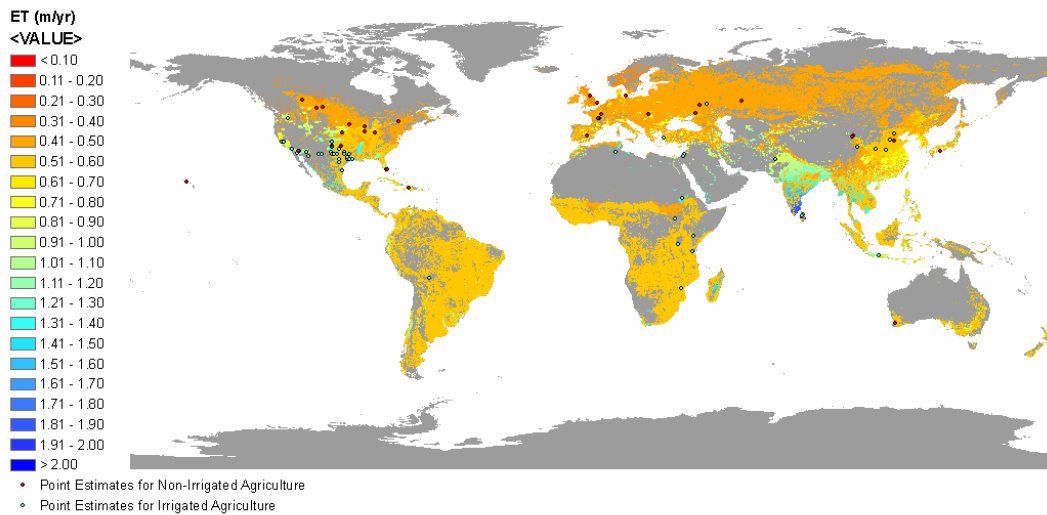 ET (m/yr)
<VALUE>
< 0.10
0.11 - 0.20
0.21 - 0.30
0.31 - 0.40
0.41 - 0.50
0.51 - 0.60
0.61 - 0.70
0.71 - 0.80
0.81 - 0.90
0.91 - 1.00
1.01 - 1.10
1.11 - 1.20
1.21 - 1.30
1.31 - 1.40
1.41 - 1.50
1.51 - 1.60
1.61 - 1.70
1.71 - 1.80
1.81 - 1.90
1.91 - 2.00
> 2.00
Point Estimates for Non-Irrigated Agriculture
Point Estimates for Irrigated Agriculture